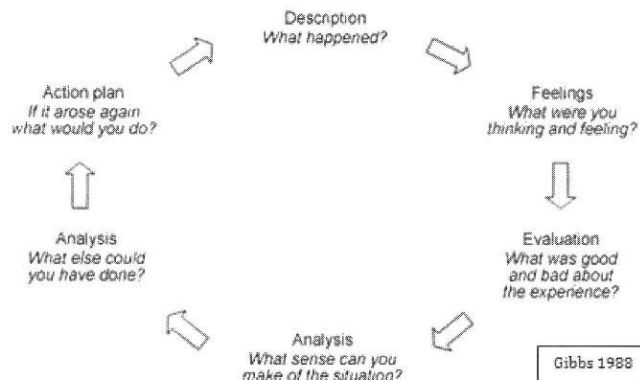 Description
What happened?
Feelings
What were you
thinking and feeling?
Evaluation
What was good
and bad about
the experience?
Analysis
What sense can you
make of the situation?
Analysis
What else could
you have done?
Action plan
If it arose again
what would you do?
Gibbs 1988